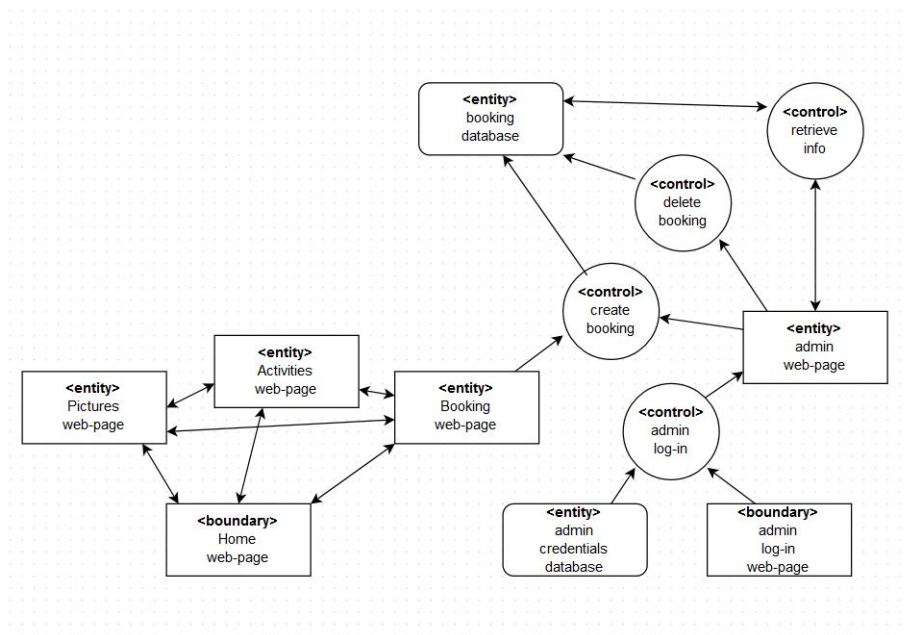 <entity>
booking
database
<control>
retrieve
info
<control>
delete
booking
<control>
create
booking
<entity>
admin
web-page
<entity>
Activities
web-page
<entity>
Pictures
web-page
<entity>
Booking
web-page
<control>
admin
log-in
<boundary>
Home
web-page
<entity>
admin
credentials
database
<boundary>
admin
log-in
web-page